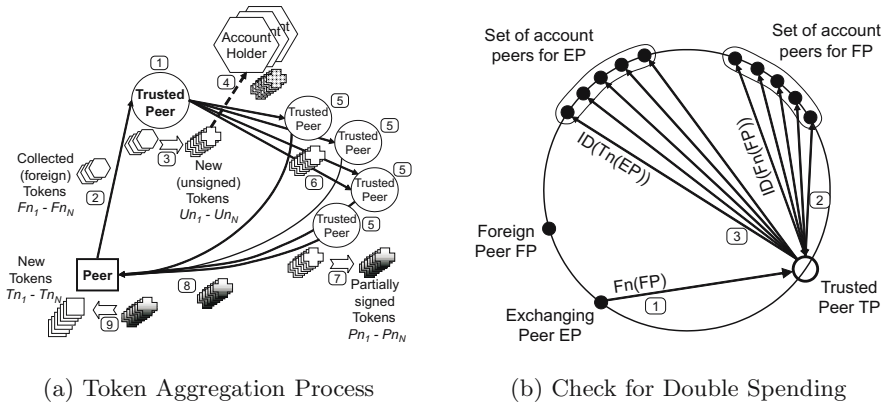 1
Trusted
Peer
Account
Holder
nt
4
5
Trusted
Peer
5
Trusted
Peer
5
Trusted
Peer
5
Trusted
Peer
6
3
New
(unsigned)
Tokens
Un1 - UnN
Collected
(foreign)
Tokens
Fn1 - FnN
2
Peer
New
Tokens
Tn1 - TnN
8
7
9
Partially
signed
Tokens
Pn1 - PnN
(a) Token Aggregation Process
Set of account
peers for EP
Set of account
peers for FP
ID(Tn(EP))
ID(Fn(FP))
2
3
Foreign
Peer FP
Fn(FP)
1
Exchanging
Peer EP
Trusted
Peer TP
(b) Check for Double Spending